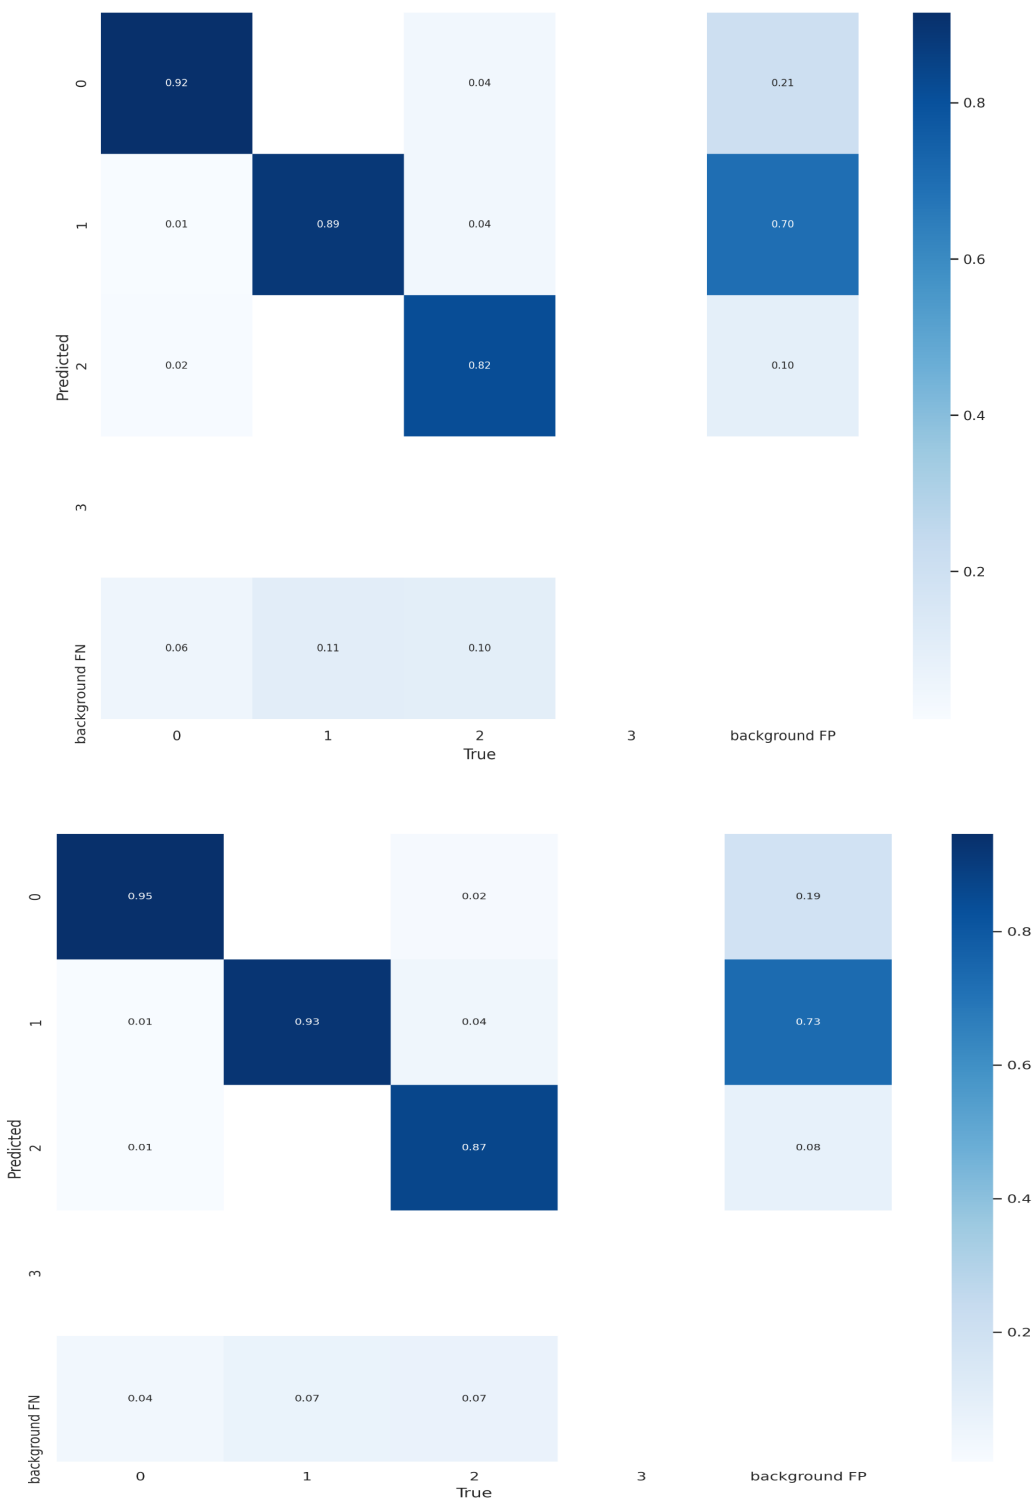 0 0.92 0.04 0.21
0.8
1 0.01 0.89 0.04 0.70
0.6
Predicted
2 0.02 0.82 0.10
0.4
3
0.2
background FN 0.06 0.11 0.10
0 1 2 3 background FP
True
0 0.95 0.02 0.19
0.8
1 0.01 0.93 0.04 0.73
0.6
Predicted
2 0.01 0.87 0.08
0.4
3
0.2
background FN 0.04 0.07 0.07
0 1 2 3 background FP
True